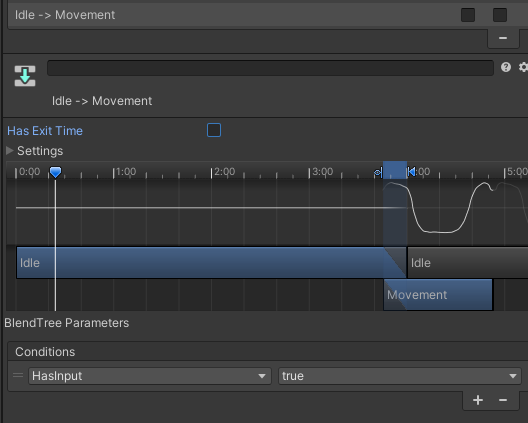 Idle -> Movement
Idle -> Movement
Has Exit Time
Settings
0:00 1:00 2:00 3:00 4:00 5:00
Idle Idle
Movement
BlendTree Parameters
Conditions
HasInput true